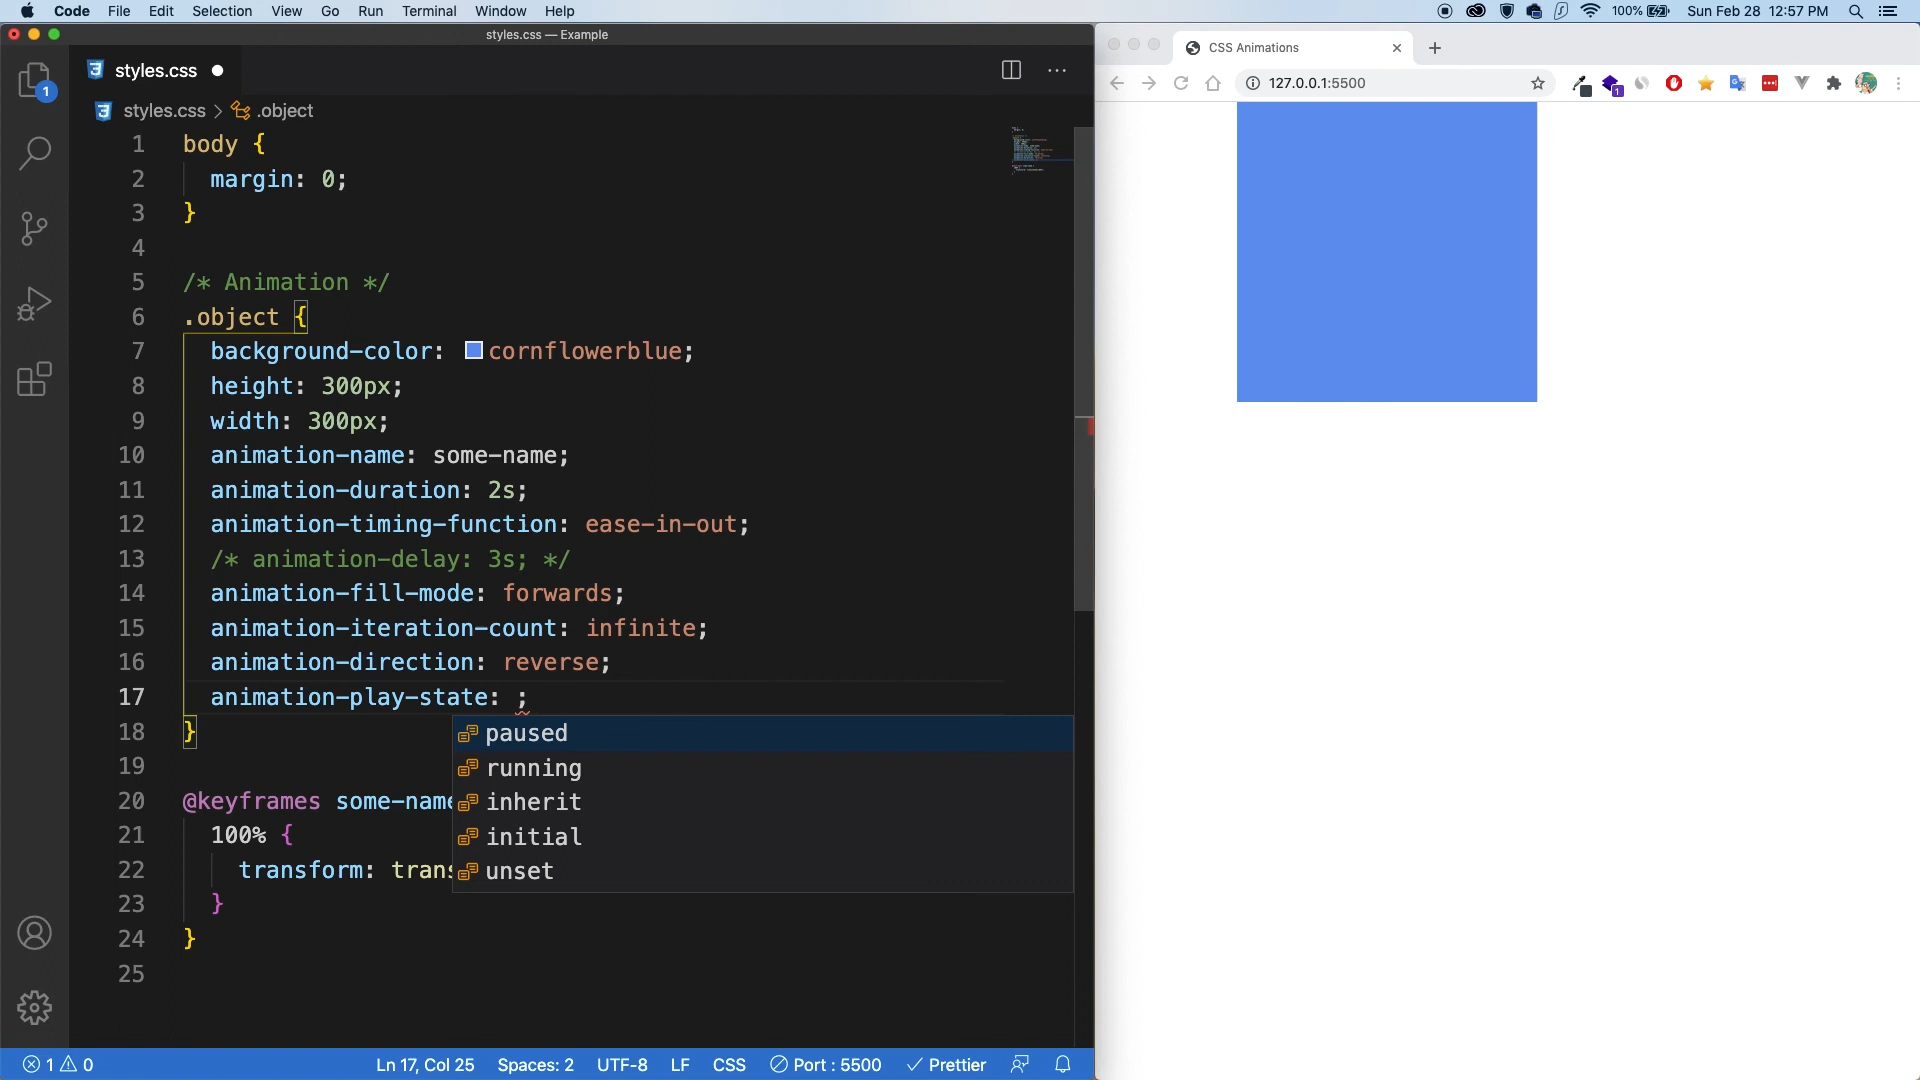 Code File Edit Selection View Go Run Terminal Window Help 100% Sun Feb 28 12:57 PM
styles.css — Example
styles.css
styles.css > .object
1 body {
2 margin: 0;
3 }
4
5 /* Animation */
6 .object {
7 background-color: cornflowerblue;
8 height: 300px;
9 width: 300px;
10 animation-name: some-name;
11 animation-duration: 2s;
12 animation-timing-function: ease-in-out;
13 /* animation-delay: 3s; */
14 animation-fill-mode: forwards;
15 animation-iteration-count: infinite;
16 animation-direction: reverse;
17 animation-play-state: ;
18 }
19
20 @keyframes some-name
21 100% {
22 transform: trans
23 }
24 }
25
paused
running
inherit
initial
unset
1
1 0 Ln 17, Col 25 Spaces: 2 UTF-8 LF CSS Port : 5500 Prettier
CSS Animations
127.0.0.1:5500
1